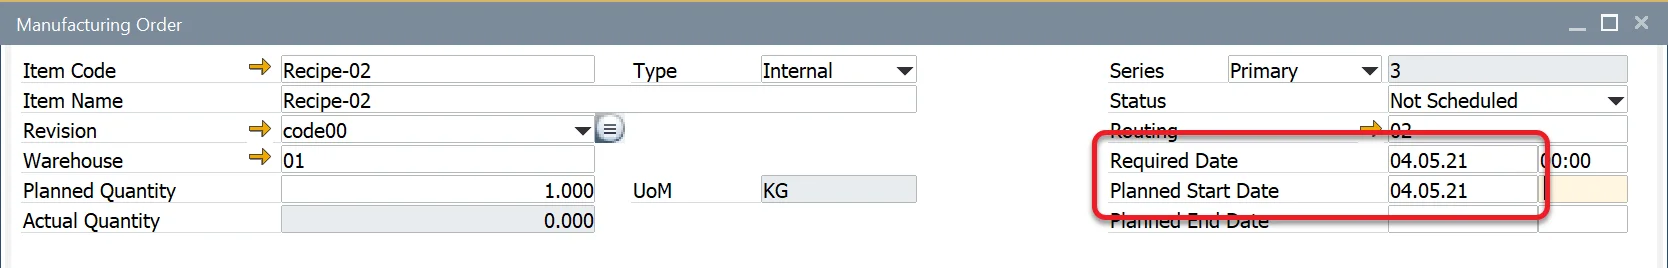 Manufacturing Order
Item Code Recipe-02 Type Internal Series Primary 3
Item Name Recipe-02 Status Not Scheduled
Revision code00 Routing 02
Warehouse 01 Required Date 04.05.21 00:00
Planned Quantity 1.000 UoM KG Planned Start Date 04.05.21
Actual Quantity 0.000 Planned End Date